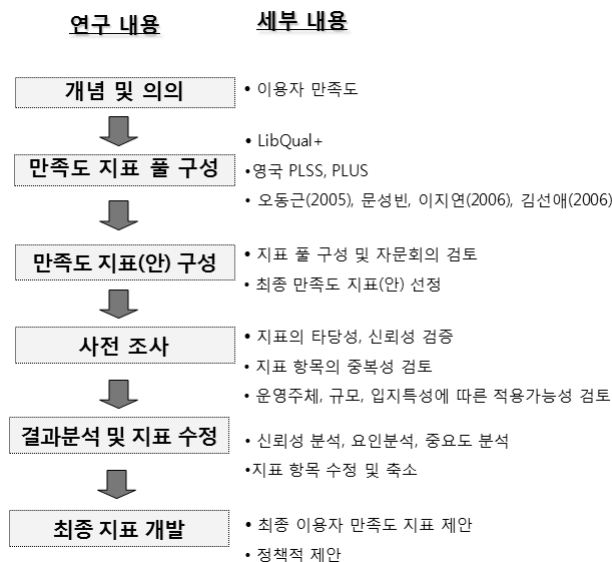 연구 내용 세부 내용
개념 및 의의
• 이용자 만족도
만족도 지표 풀 구성
• LibQual+
•영국 PLSS, PLUS
• 오동근(2005), 문성빈, 이지연(2006), 김선애(2006)
만족도 지표(안) 구성
• 지표 풀 구성 및 자문회의 검토
• 최종 만족도 지표(안) 선정
사전 조사
• 지표의 타당성, 신뢰성 검증
• 지표 항목의 중복성 검토
• 운영주체, 규모, 입지특성에 따른 적용가능성 검토
결과분석 및 지표 수정
• 신뢰성 분석, 요인분석, 중요도 분석
•지표 항목 수정 및 축소
최종 지표 개발
• 최종 이용자 만족도 지표 제안
• 정책적 제안